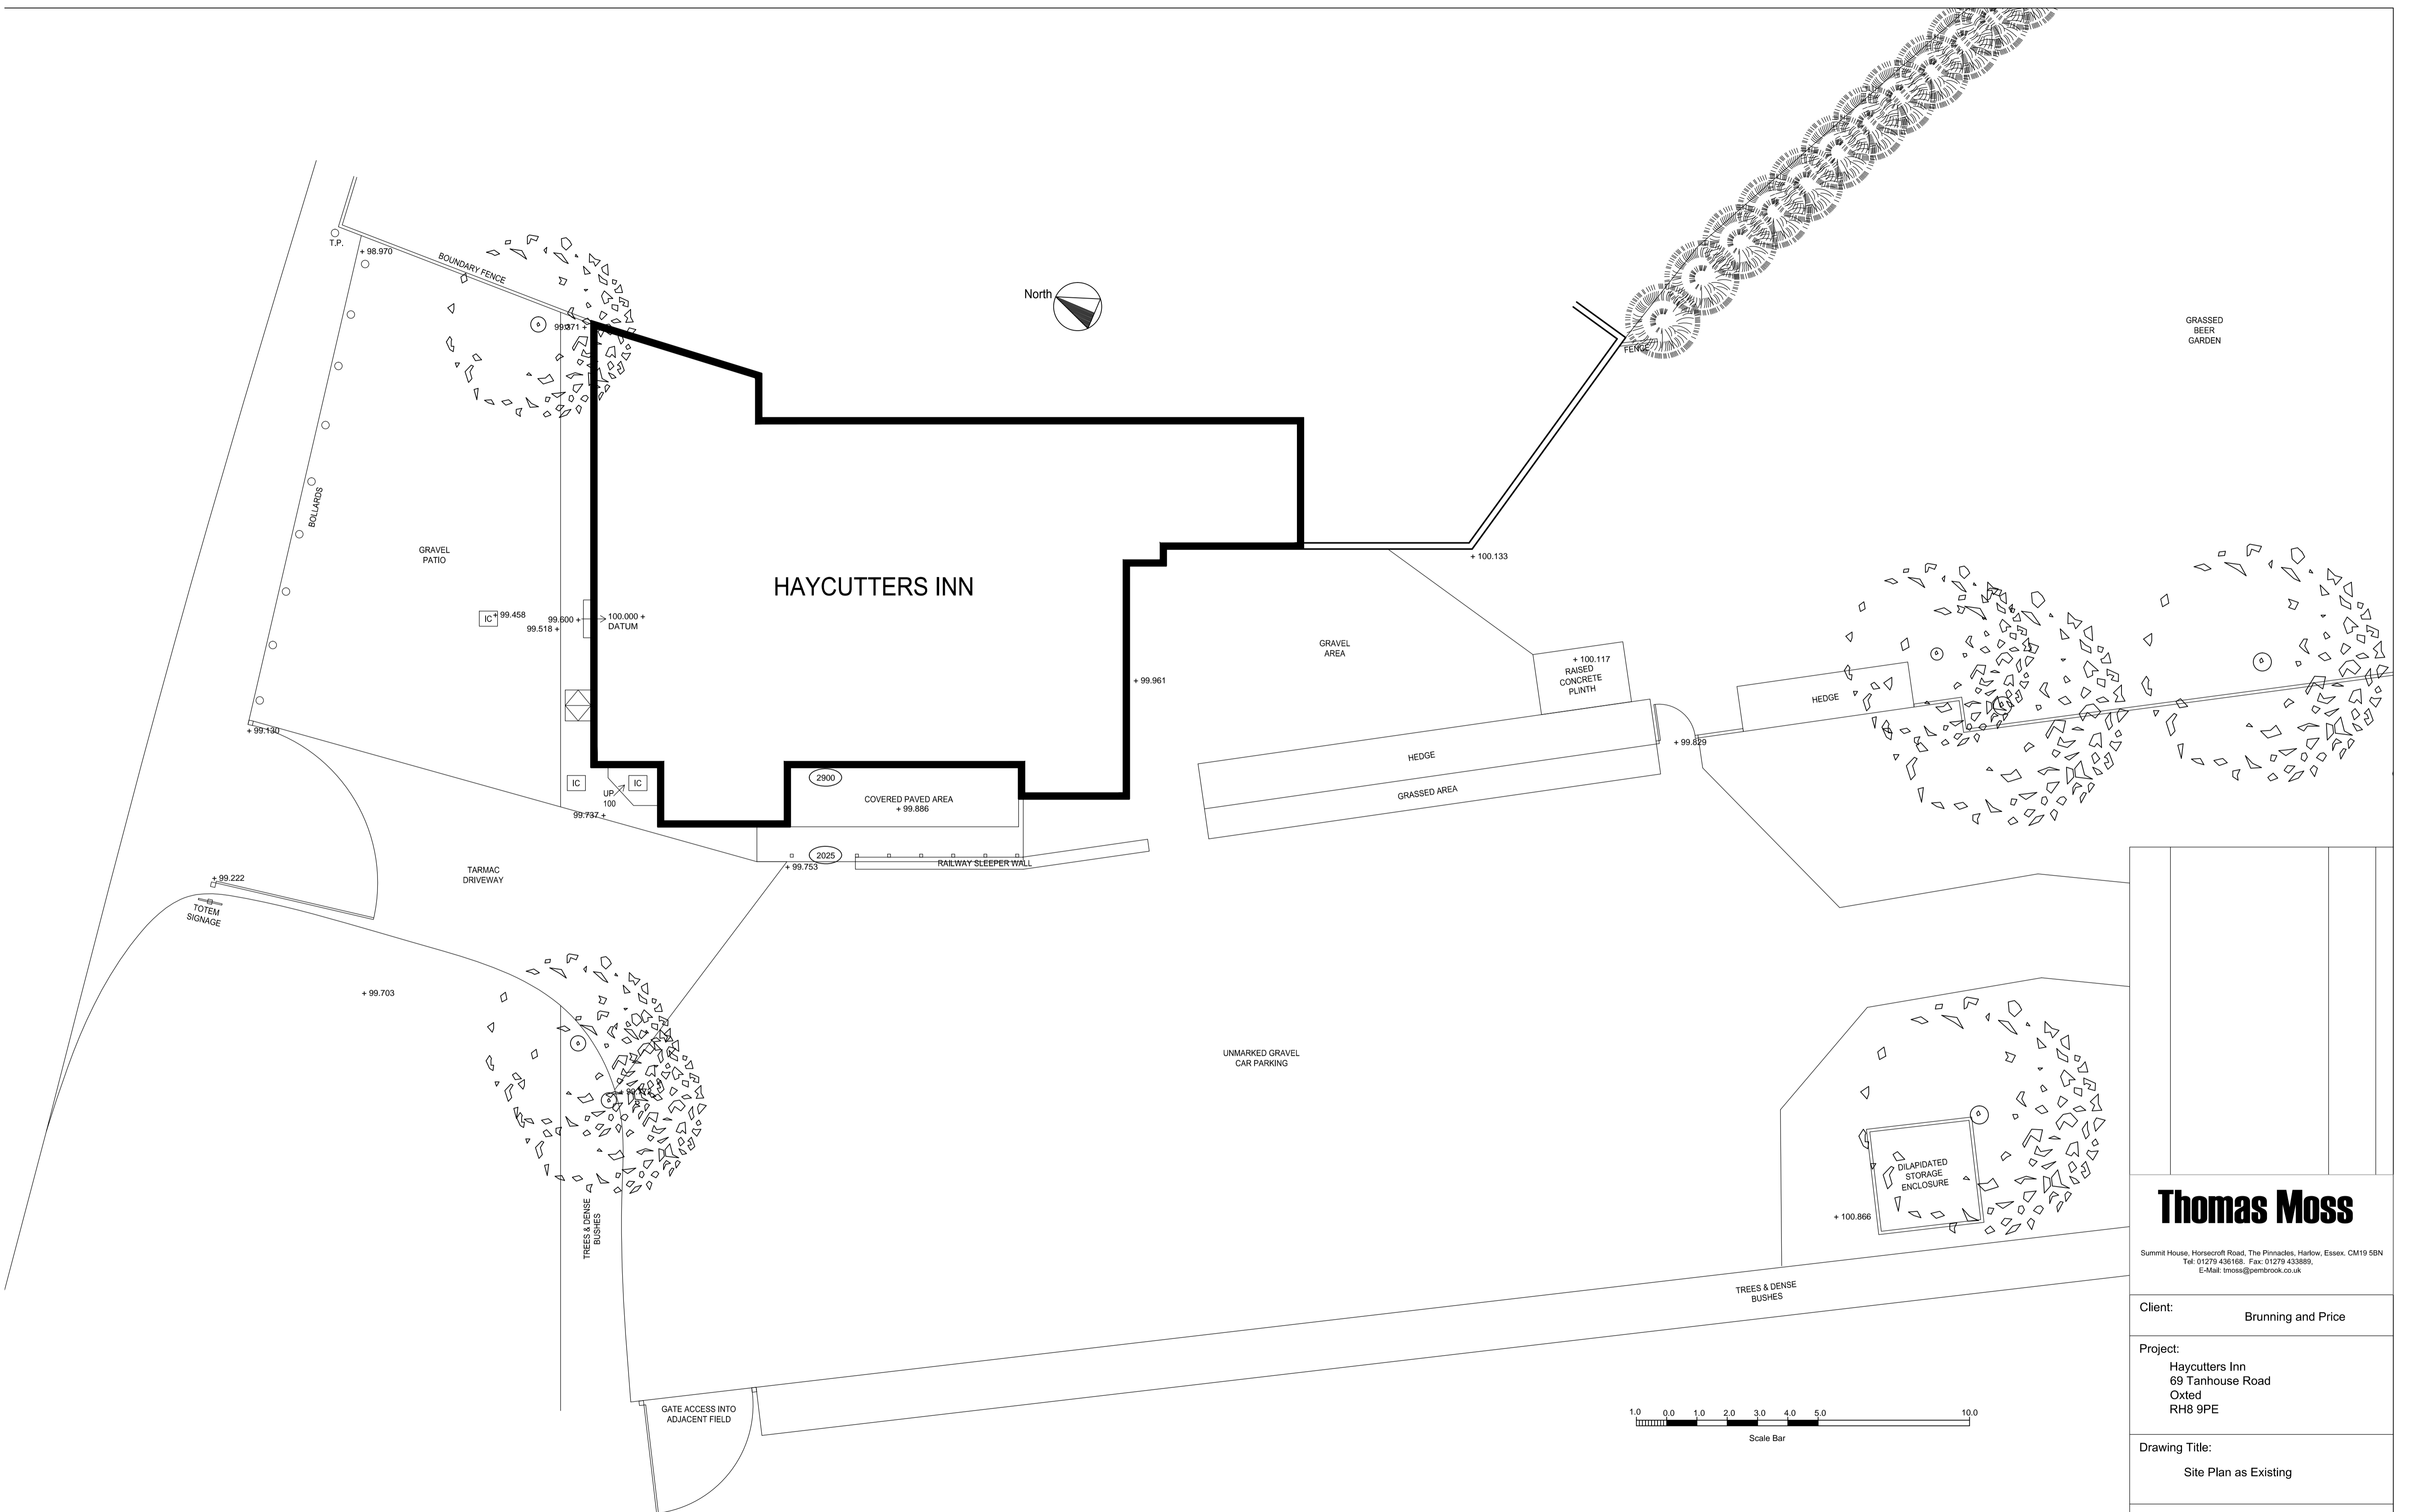 T.P.
+ 98.970
BOUNDARY FENCE
North
FENCE
GRASSED
BEER
GARDEN
BOLLARDS
GRAVEL
PATIO
HAYCUTTERS INN
+ 100.133
IC
+ 99.458
99.600 +
99.518 +
100.000 +
DATUM
GRAVEL
AREA
+ 100.117
RAISED
CONCRETE
PLINTH
+ 99.961
HEDGE
+ 99.130
+ 99.829
HEDGE
GRASSED AREA
2900
IC
IC
UP
100
COVERED PAVED AREA
+ 99.886
99.737 +
2025
RAILWAY SLEEPER WALL
+ 99.753
TARMAC
DRIVEWAY
+ 99.222
TOTEM
SIGNAGE
+ 99.703
UNMARKED GRAVEL
CAR PARKING
DILAPIDATED
STORAGE
ENCLOSURE
+ 100.866
TREES & DENSE
BUSHES
TREES & DENSE
BUSHES
GATE ACCESS INTO
ADJACENT FIELD
1.0 0.0 1.0 2.0 3.0 4.0 5.0 10.0
Scale Bar
Thomas Moss
Summit House, Horsecroft Road, The Pinnacles, Harlow, Essex. CM19 5BN
Tel: 01279 436168. Fax: 01279 433889,
E-Mail: tmoss@pembrook.co.uk
Client:
Brunning and Price
Project:
Haycutters Inn
69 Tanhouse Road
Oxted
RH8 9PE
Drawing Title:
Site Plan as Existing